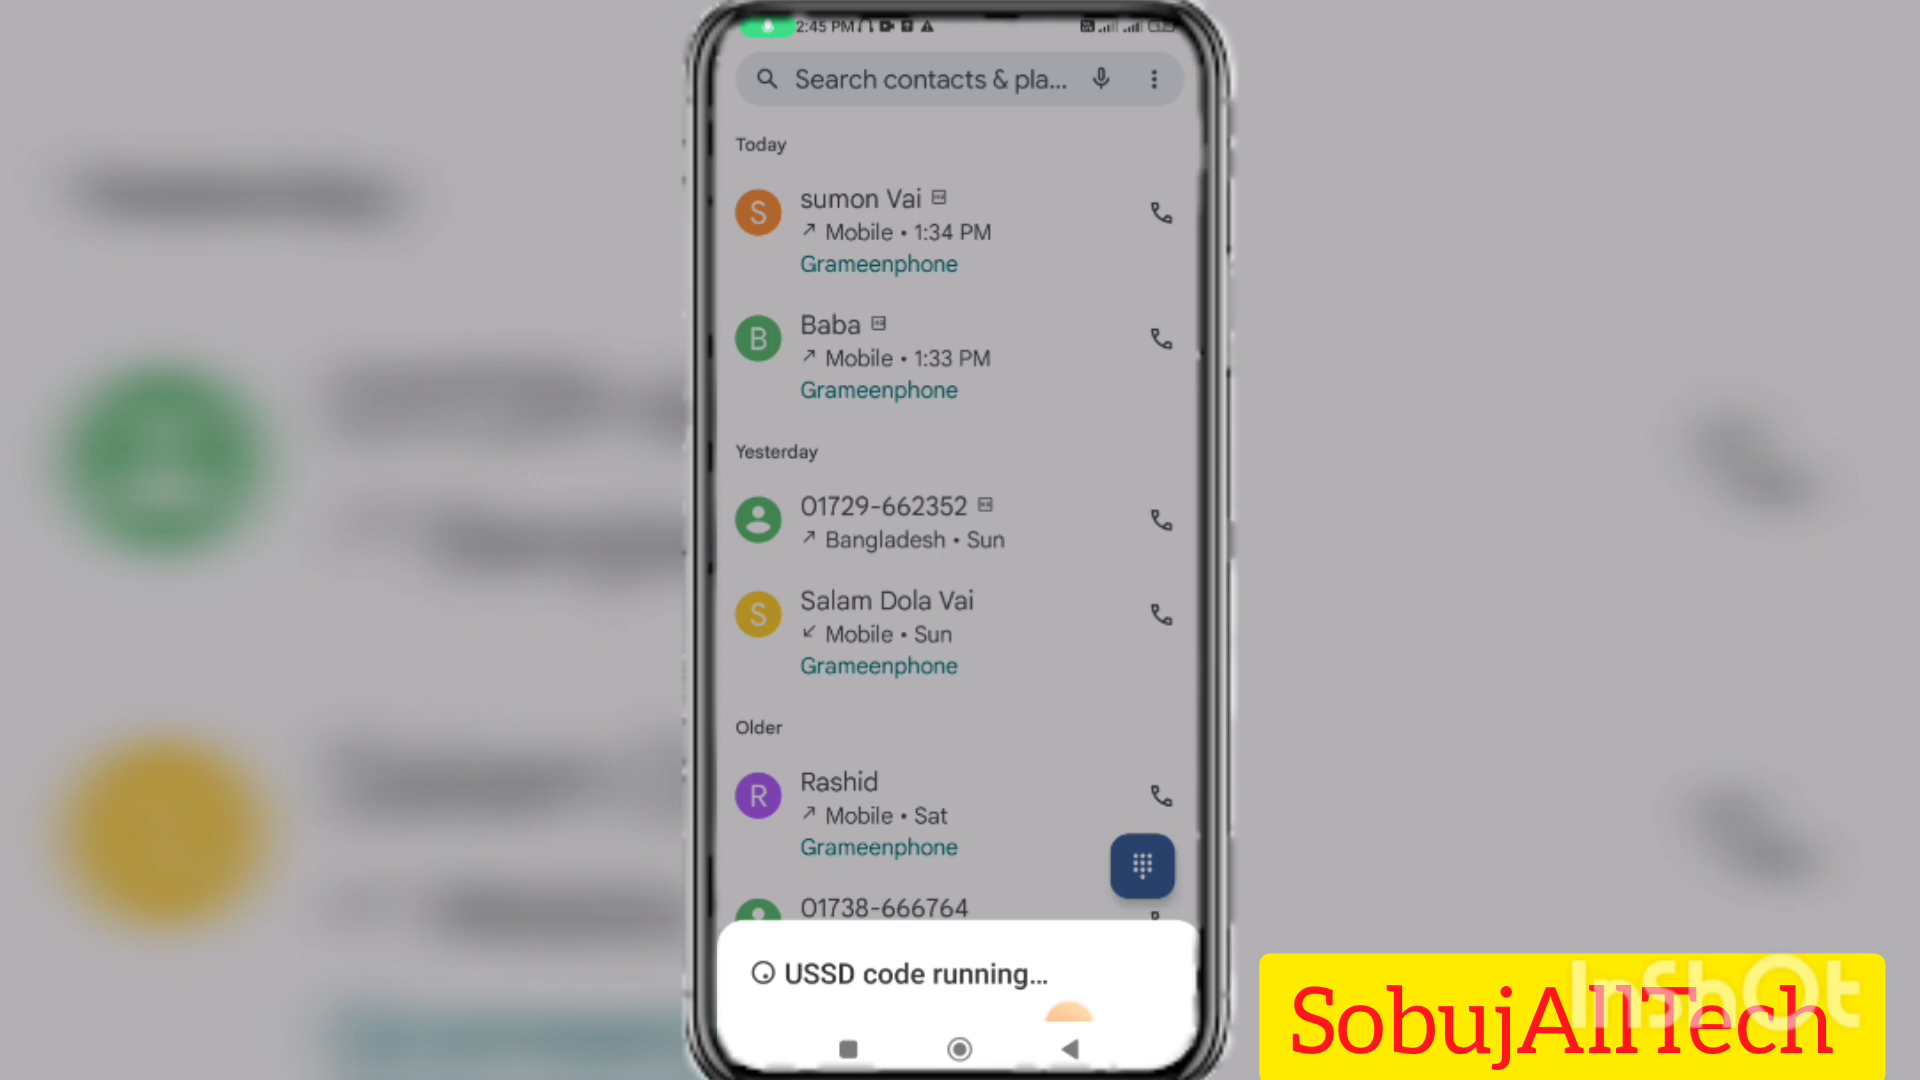 2:45 PM
Search contacts & pla...
Today
S
sumon Vai
Mobile • 1:34 PM
Grameenphone
B
Baba
Mobile • 1:33 PM
Grameenphone
Yesterday
01729-662352
Bangladesh • Sun
S
Salam Dola Vai
Mobile • Sun
Grameenphone
Older
R
Rashid
Mobile • Sat
Grameenphone
01738-666764
USSD code running...
SobujAllTech
InShOt